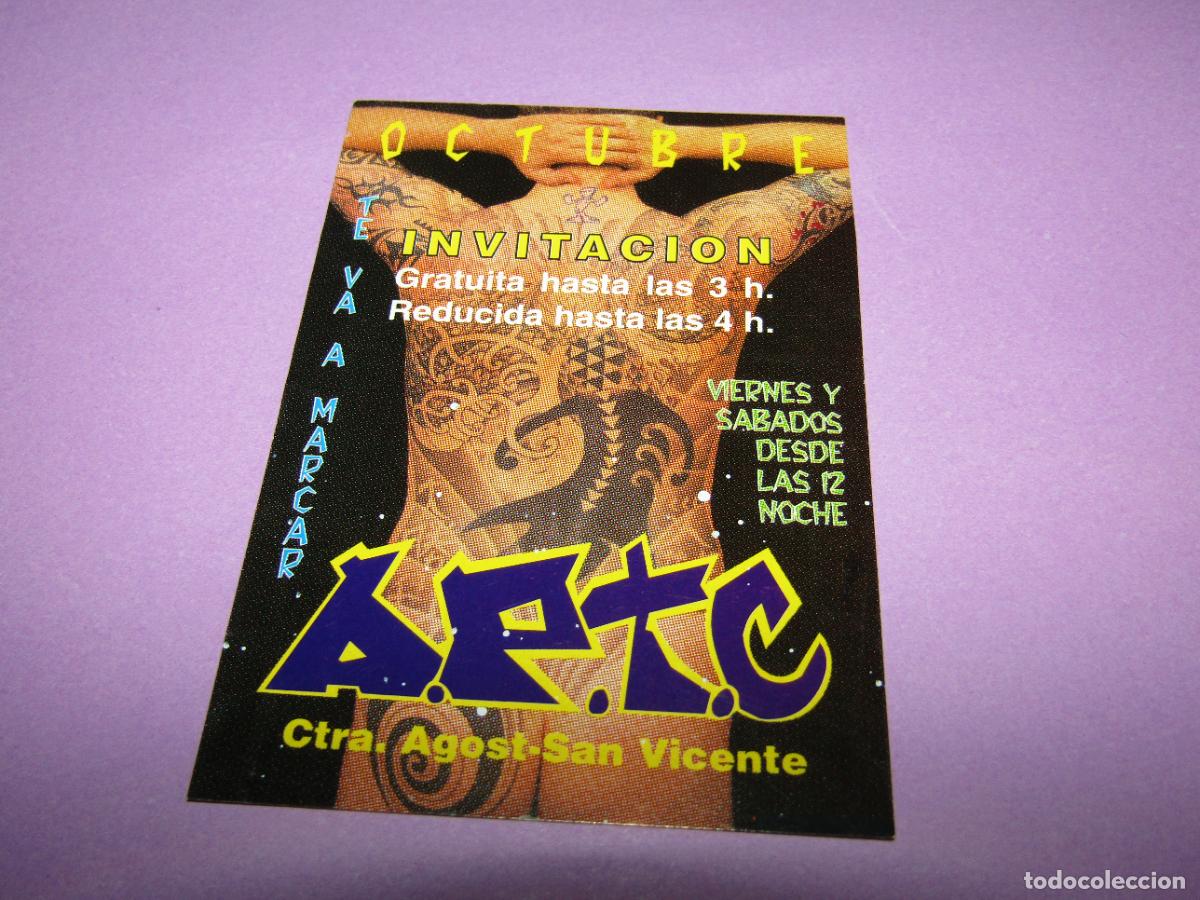 OCTUBRE
TE VA A MARCAR
INVITACION
Gratuita hasta las 3 h.
Reducida hasta las 4 h.
VIERNES Y
SABADOS
DESDE
LAS 12
NOCHE
A.P.T.C
Ctra. Agost-San Vicente
todocoleccion